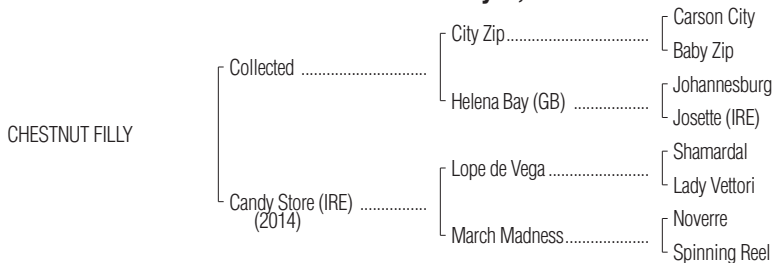 Carson City
City Zip
Baby Zip
Collected
Johannesburg
Helena Bay (GB)
Josette (IRE)
CHESTNUT FILLY
Shamardal
Lope de Vega
Lady Vettori
Candy Store (IRE)
(2014)
Noverre
March Madness
Spinning Reel